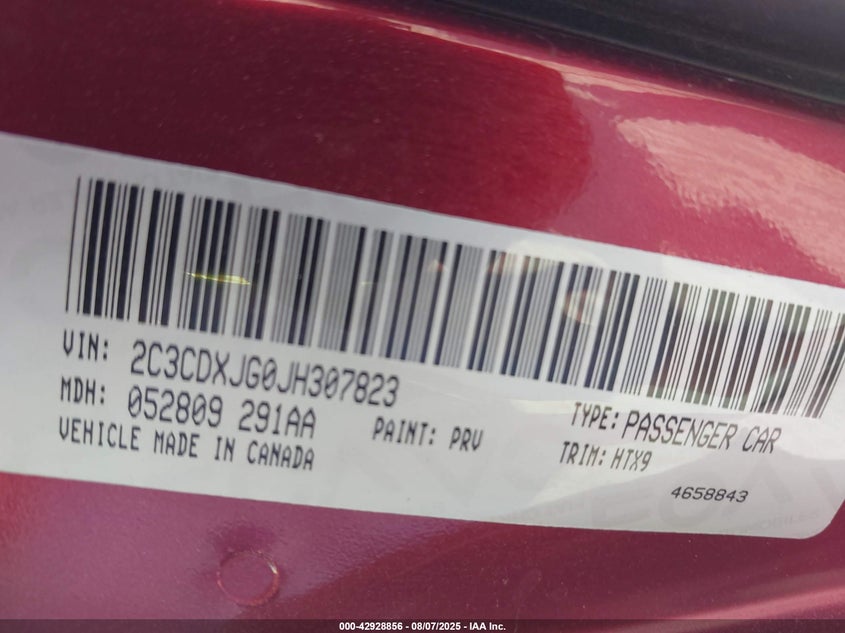 VIN: 2C3CDXJG0JH307823
MDH: 052809 291AA
PAINT: PRV
TYPE: PASSENGER CAR
VEHICLE MADE IN CANADA
TRIM: HTX9
4658843
000-42928856 - 08/07/2025 - IAA Inc.